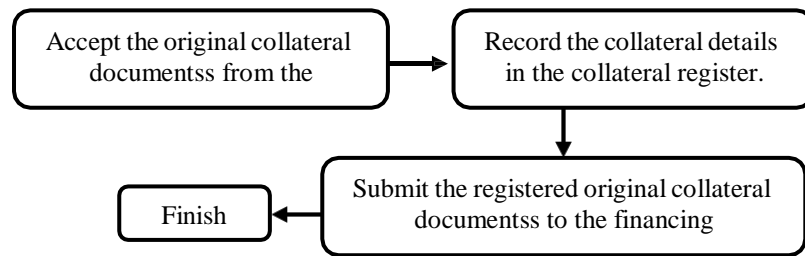 Accept the original collateral
documentss from the
Record the collateral details
in the collateral register.
Submit the registered original collateral
documentss to the financing
Finish